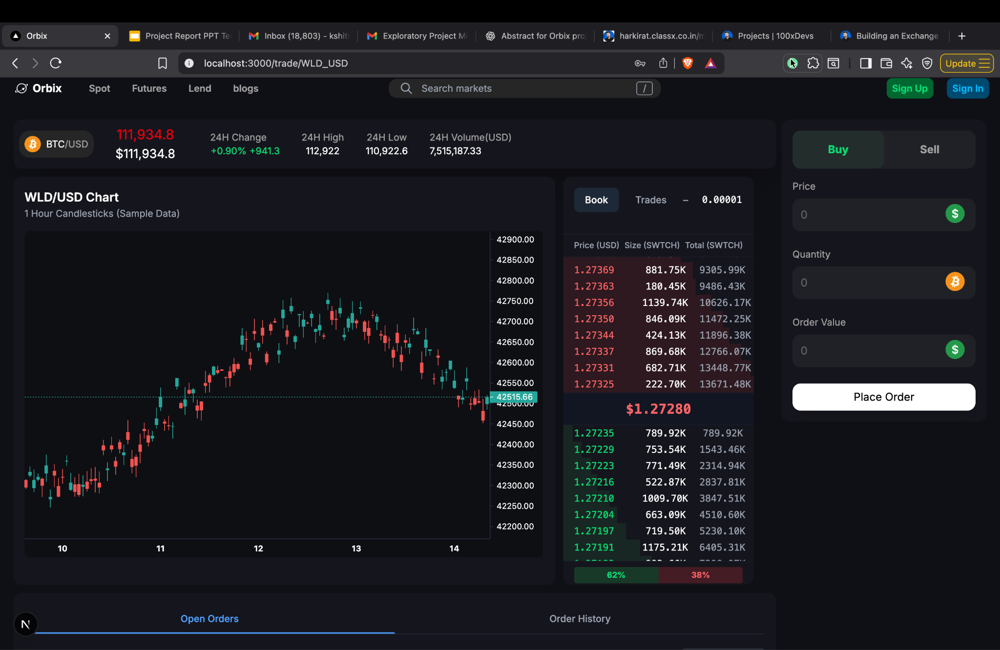 Orbix
Project Report PPT Te
Inbox (18,803) - kshiti
Exploratory Project Mi
Abstract for Orbix proj
harkirat.classx.co.in/m
Projects | 100xDevs
Building an Exchange
localhost:3000/trade/WLD_USD
Update
Orbix
Spot
Futures
Lend
blogs
Search markets
/
Sign Up
Sign In
BTC/USD
111,934.8
$111,934.8
24H Change
+0.90% +941.3
24H High
112,922
24H Low
110,922.6
24H Volume(USD)
7,515,187.33
WLD/USD Chart
1 Hour Candlesticks (Sample Data)
42900.00
42850.00
42800.00
42750.00
42700.00
42650.00
42600.00
42550.00
42515.66
42500.00
42450.00
42400.00
42350.00
42300.00
42250.00
42200.00
10 11 12 13 14
Book
Trades
– 0.00001
Price (USD) Size (SWTCH) Total (SWTCH)
1.27369 881.75K 9305.99K
1.27363 180.45K 9486.43K
1.27356 1139.74K 10626.17K
1.27350 846.09K 11472.25K
1.27344 424.13K 11896.38K
1.27337 869.68K 12766.07K
1.27331 682.71K 13448.77K
1.27325 222.70K 13671.48K
$1.27280
1.27235 789.92K 789.92K
1.27229 753.54K 1543.46K
1.27223 771.49K 2314.94K
1.27216 522.87K 2837.81K
1.27210 1009.70K 3847.51K
1.27204 663.09K 4510.60K
1.27197 719.50K 5230.10K
1.27191 1175.21K 6405.31K
62% 38%
Buy
Sell
Price
0
$
Quantity
0
Order Value
0
$
Place Order
Open Orders
Order History
N